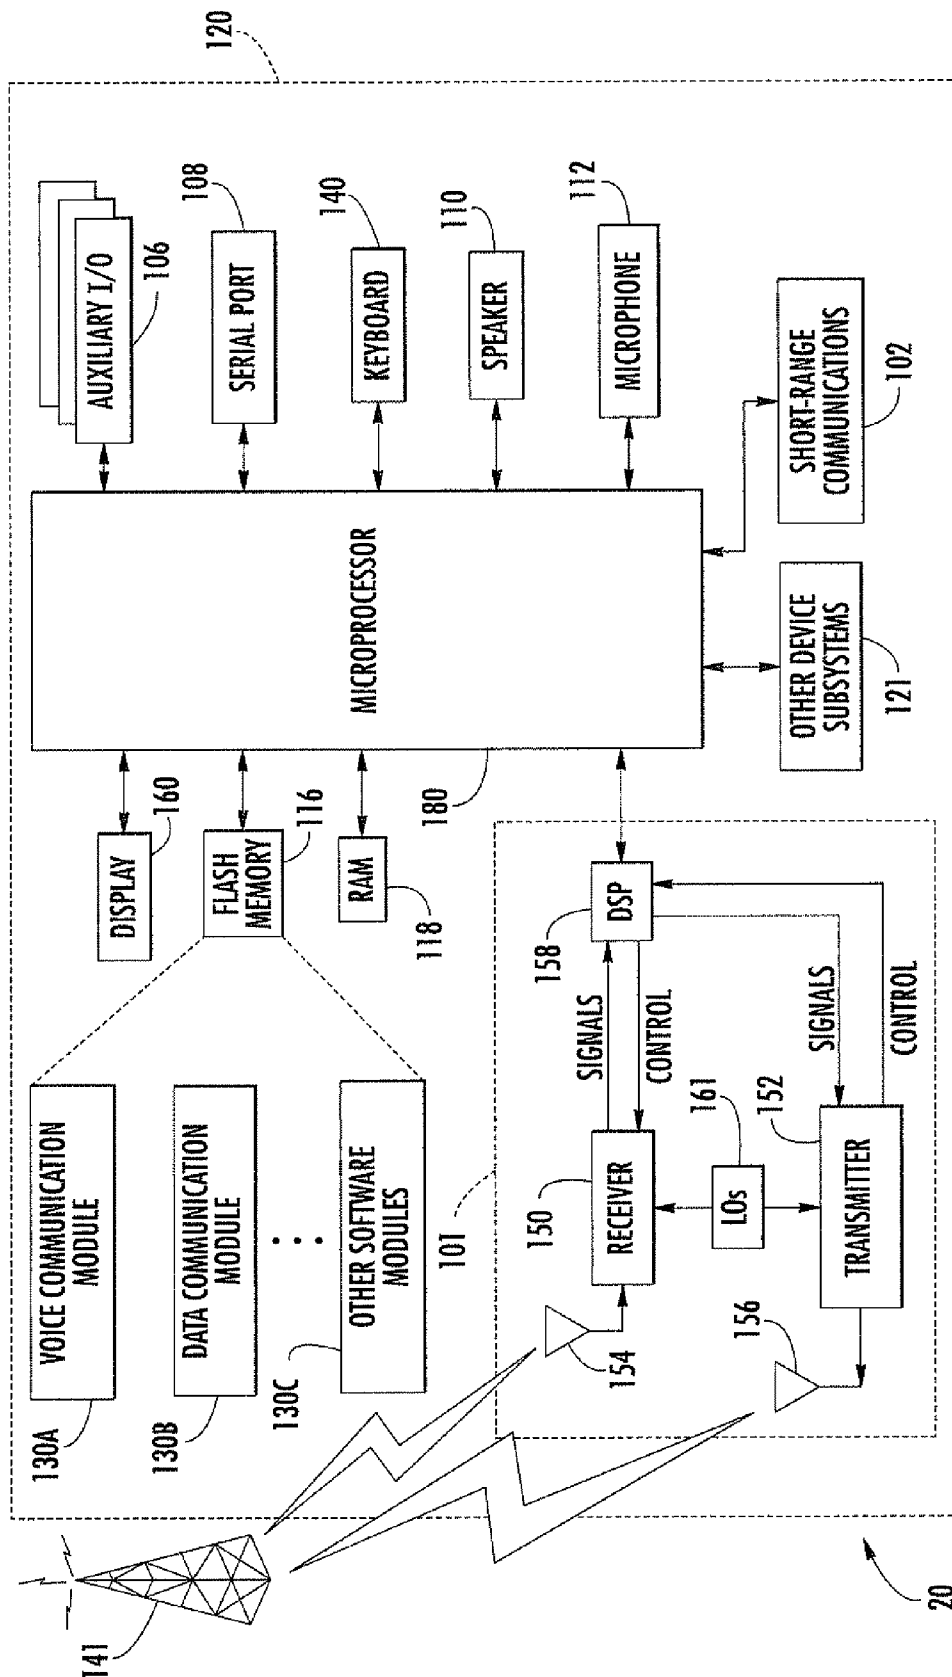 120
AUXILIARY I/O
106
SERIAL PORT
108
KEYBOARD
140
SPEAKER
110
MICROPHONE
112
SHORT-RANGE
COMMUNICATIONS
102
MICROPROCESSOR
180
OTHER DEVICE
SUBSYSTEMS
121
DISPLAY
160
FLASH
MEMORY
116
RAM
118
DSP
158
SIGNALS
CONTROL
SIGNALS
CONTROL
VOICE COMMUNICATION
MODULE
130A
DATA COMMUNICATION
MODULE
130B
OTHER SOFTWARE
MODULES
130C
101
RECEIVER
150
LOs
161
TRANSMITTER
152
154
156
141
20